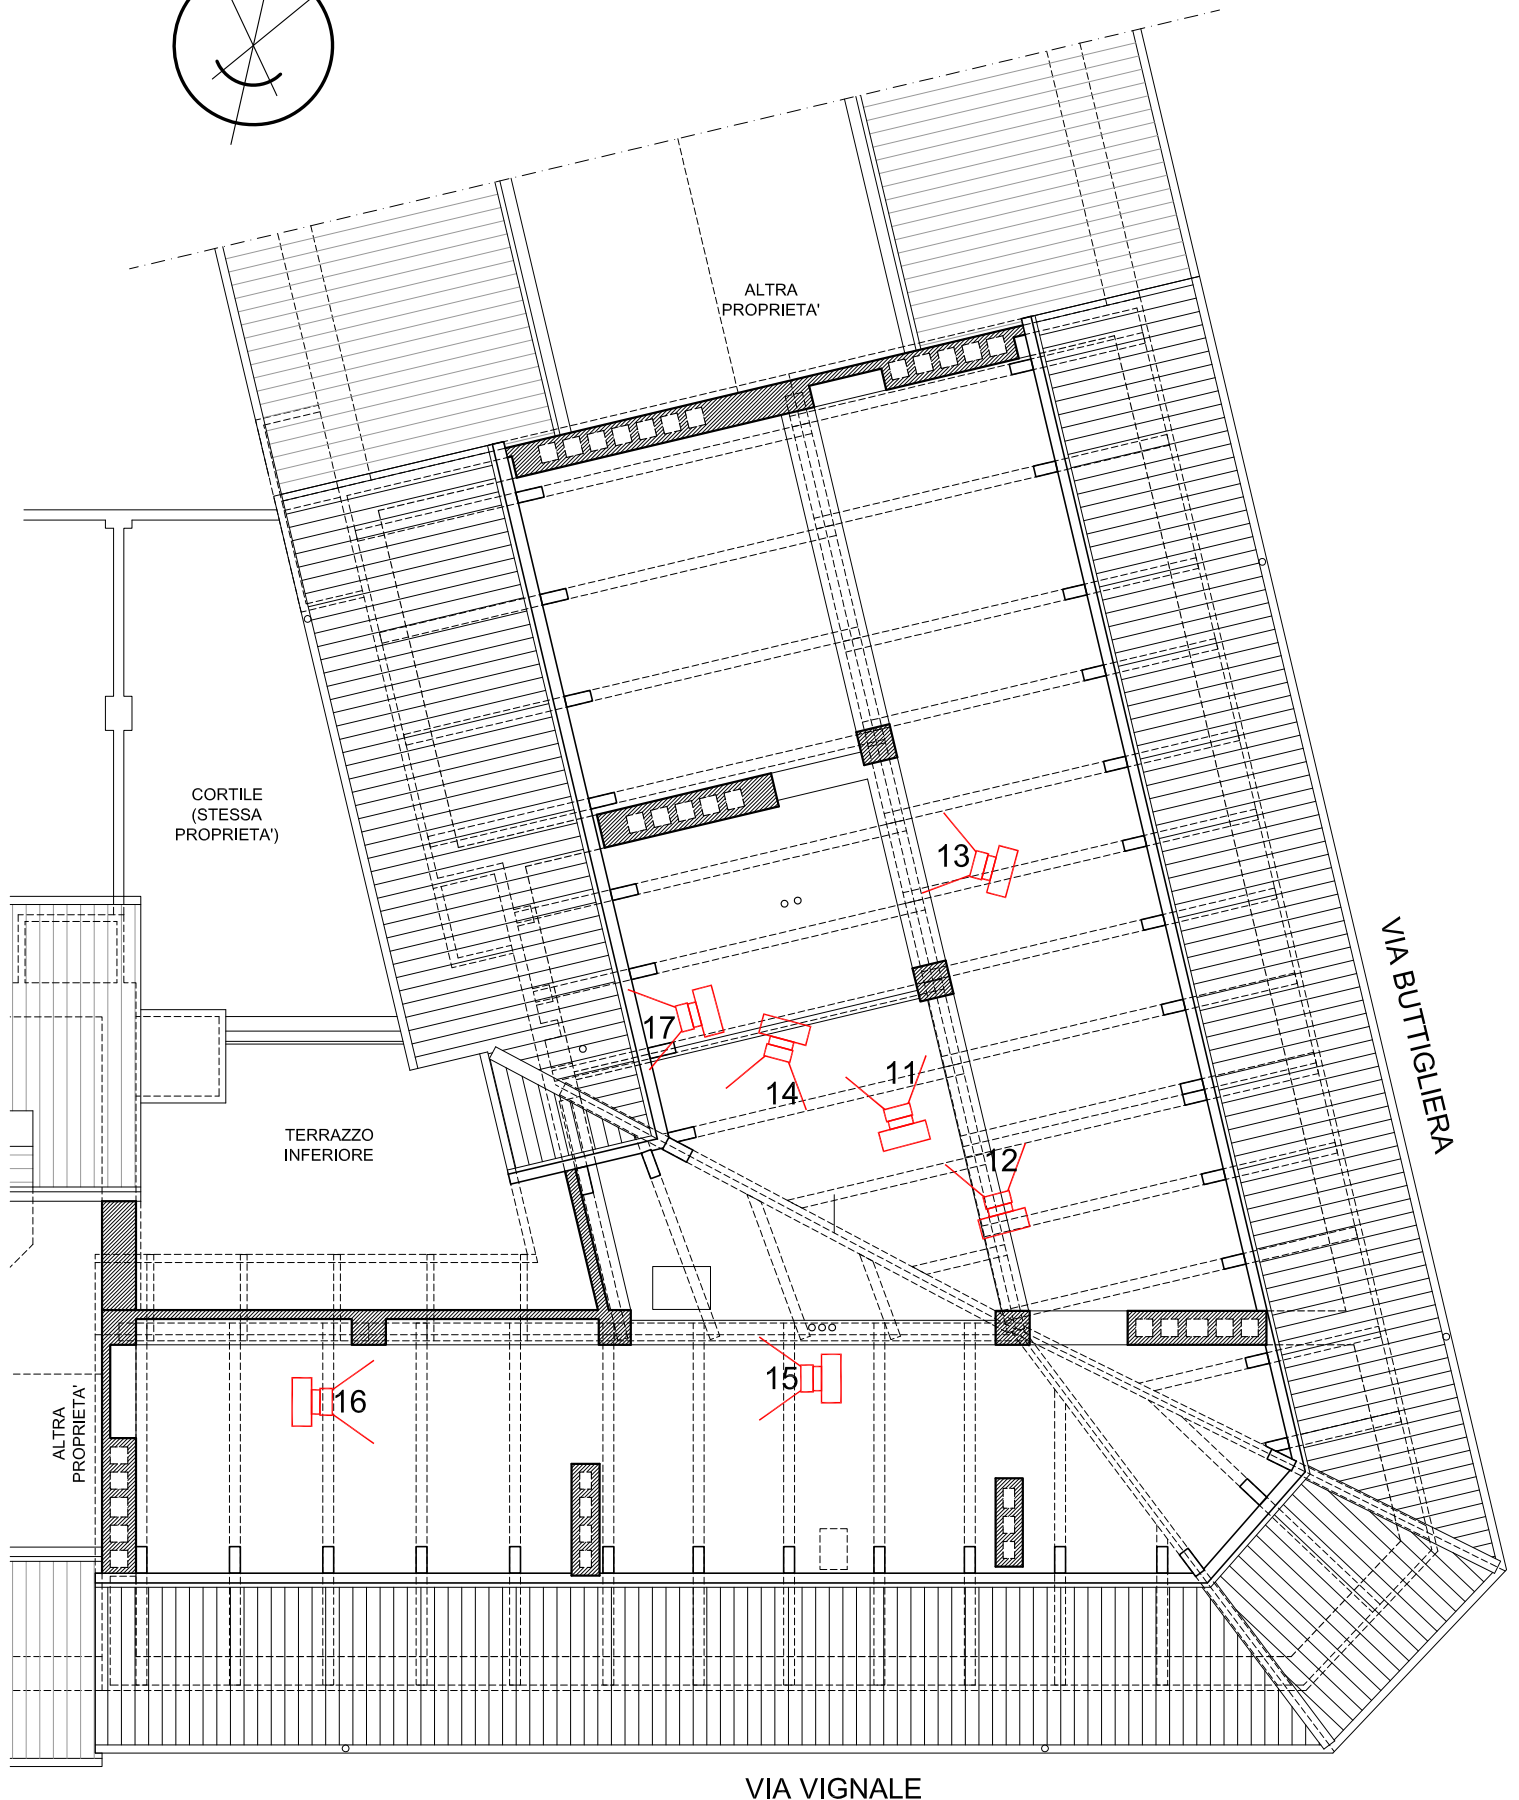 ALTRA
PROPRIETA'
CORTILE
(STESSA
PROPRIETA')
13
VIA BUTTIGLIERA
17
14
11
12
TERRAZZO
INFERIORE
15
16
ALTRA
PROPRIETA'
VIA VIGNALE